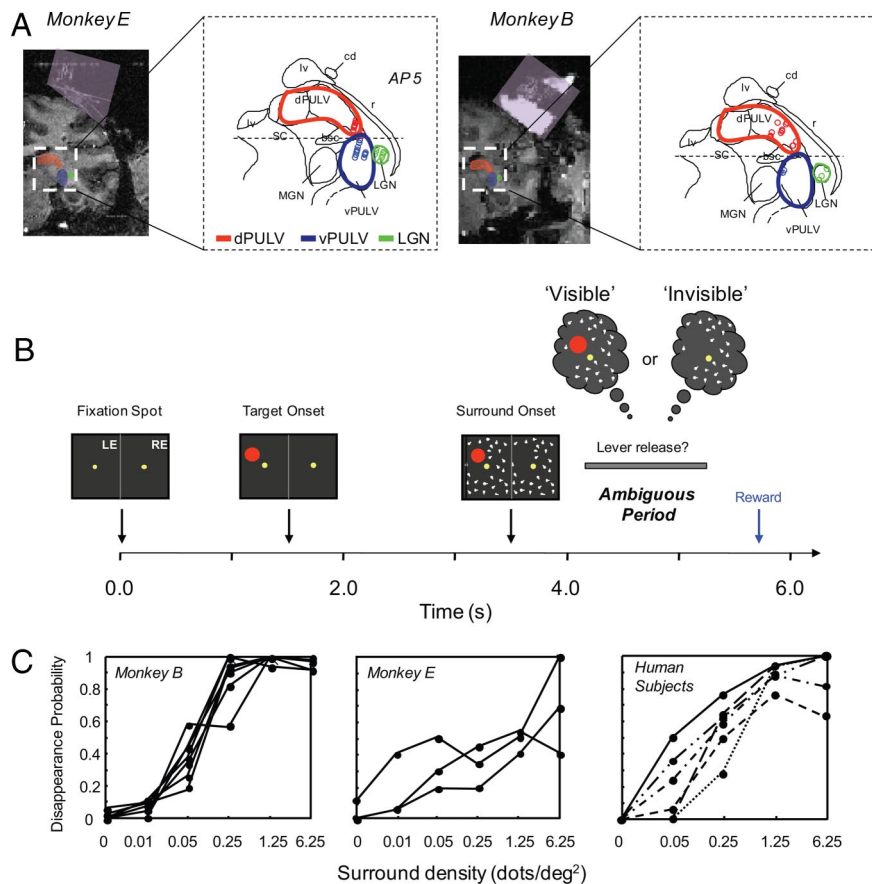 A
Monkey E
lv
cd
dPULV
AP 5
r
lv
SC
bsc
MGN
LGN
vPULV
dPULV vPULV LGN
Monkey B
lv
cd
dPULV
r
lv
SC
bsc
MGN
LGN
vPULV
B
'Visible' 'Invisible'
or
Fixation Spot Target Onset Surround Onset
LE RE
Lever release?
Ambiguous
Period
Reward
0.0 2.0 4.0 6.0
Time (s)
C
Disappearance Probability
1
0.8
0.6
0.4
0.2
0
Monkey B
0 0.01 0.05 0.25 1.25 6.25
Monkey E
0 0.01 0.05 0.25 1.25 6.25
Human
Subjects
0 0.05 0.25 1.25 6.25
Surround density (dots/deg²)